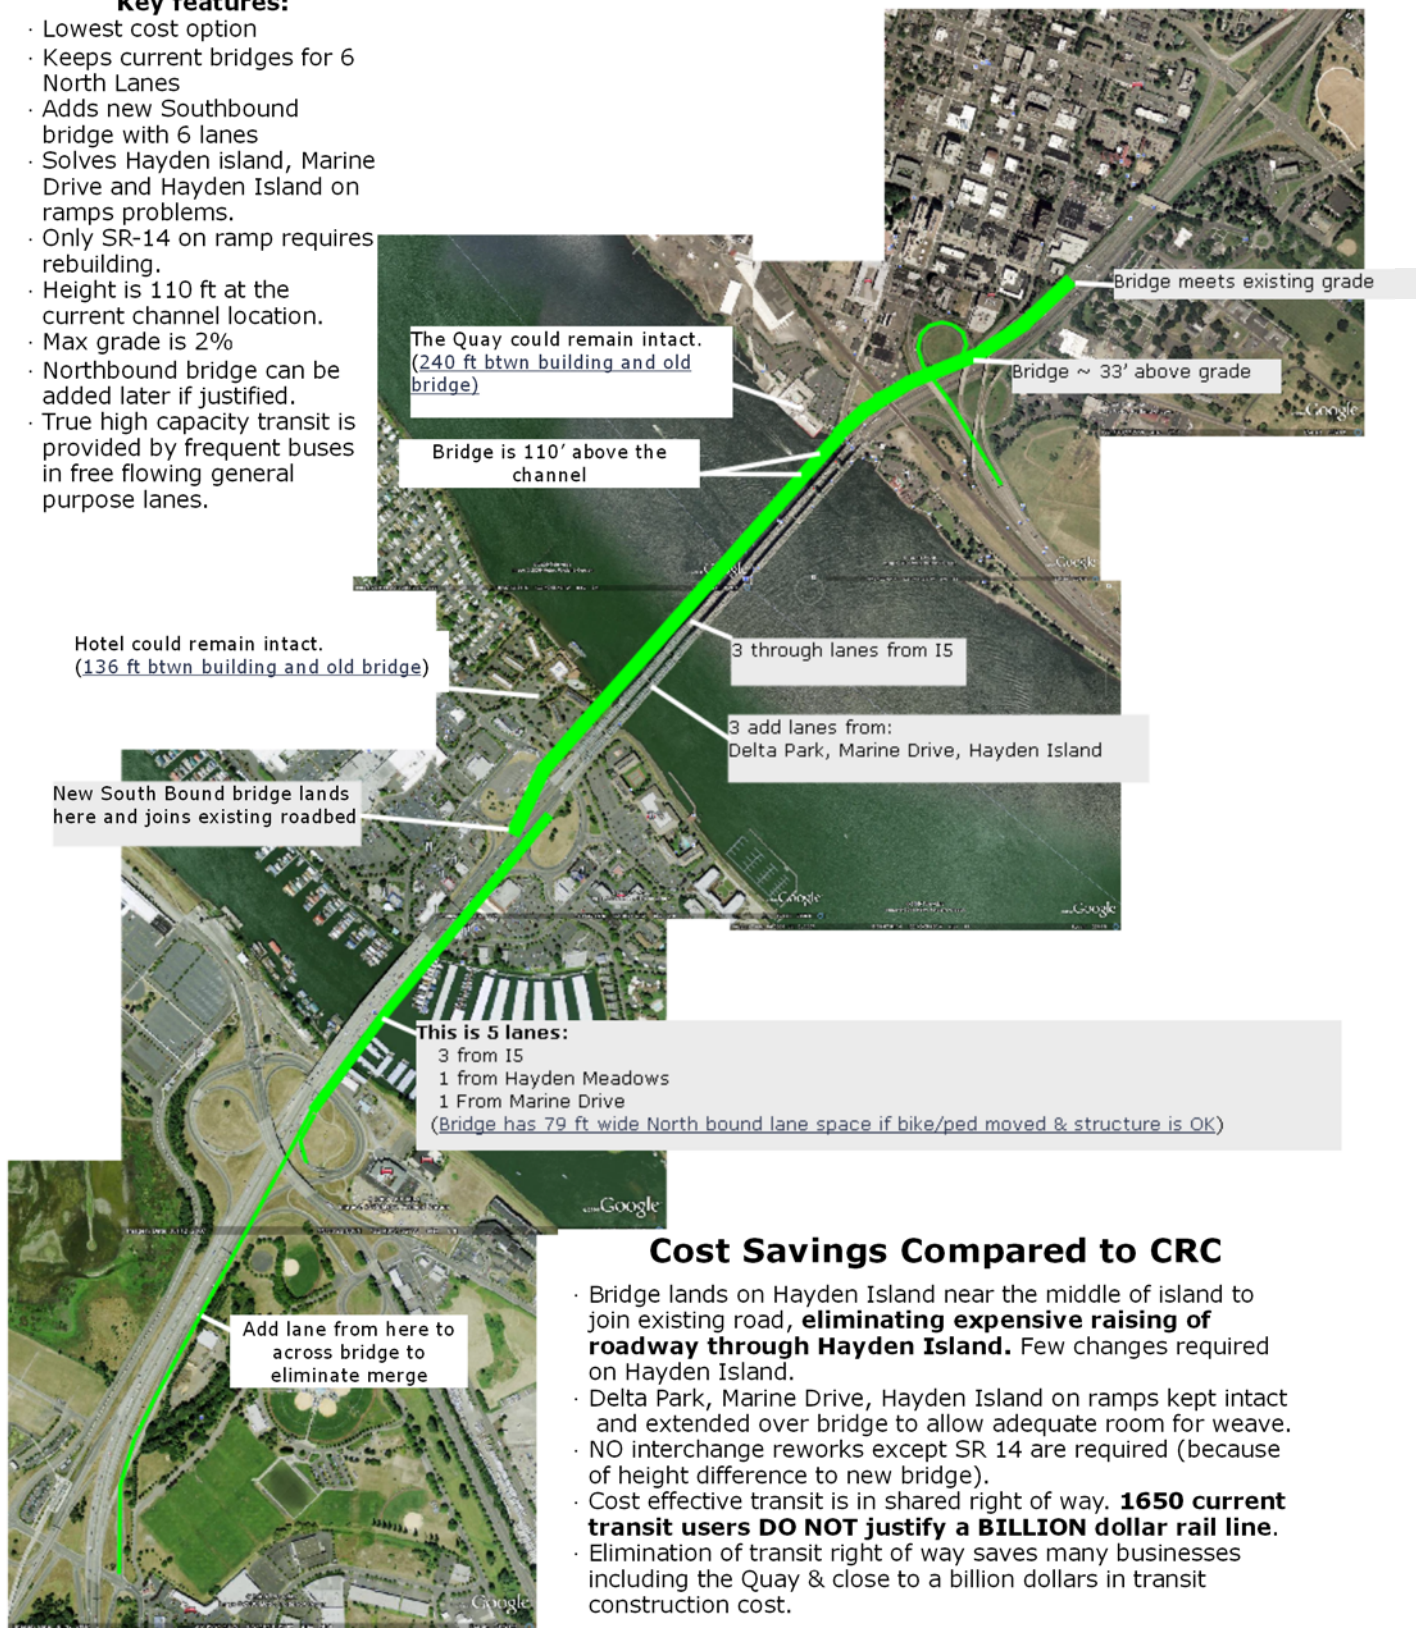 Key features:
· Lowest cost option
· Keeps current bridges for 6
North Lanes
· Adds new Southbound
bridge with 6 lanes
· Solves Hayden island, Marine
Drive and Hayden Island on
ramps problems.
· Only SR-14 on ramp requires
rebuilding.
· Height is 110 ft at the
current channel location.
· Max grade is 2%
· Northbound bridge can be
added later if justified.
· True high capacity transit is
provided by frequent buses
in free flowing general
purpose lanes.
Bridge meets existing grade
The Quay could remain intact.
(240 ft btwn building and old
bridge)
Bridge ~ 33' above grade
Google
Bridge is 110' above the
channel
Google
Google
Hotel could remain intact.
(136 ft btwn building and old bridge)
3 through lanes from I5
3 add lanes from:
Delta Park, Marine Drive, Hayden Island
New South Bound bridge lands
here and joins existing roadbed
Google
Google
This is 5 lanes:
3 from I5
1 from Hayden Meadows
1 From Marine Drive
(Bridge has 79 ft wide North bound lane space if bike/ped moved & structure is OK)
Google
Add lane from here to
across bridge to
eliminate merge
Google
Cost Savings Compared to CRC
· Bridge lands on Hayden Island near the middle of island to
join existing road, eliminating expensive raising of
roadway through Hayden Island. Few changes required
on Hayden Island.
· Delta Park, Marine Drive, Hayden Island on ramps kept intact
and extended over bridge to allow adequate room for weave.
· NO interchange reworks except SR 14 are required (because
of height difference to new bridge).
· Cost effective transit is in shared right of way. 1650 current
transit users DO NOT justify a BILLION dollar rail line.
· Elimination of transit right of way saves many businesses
including the Quay & close to a billion dollars in transit
construction cost.